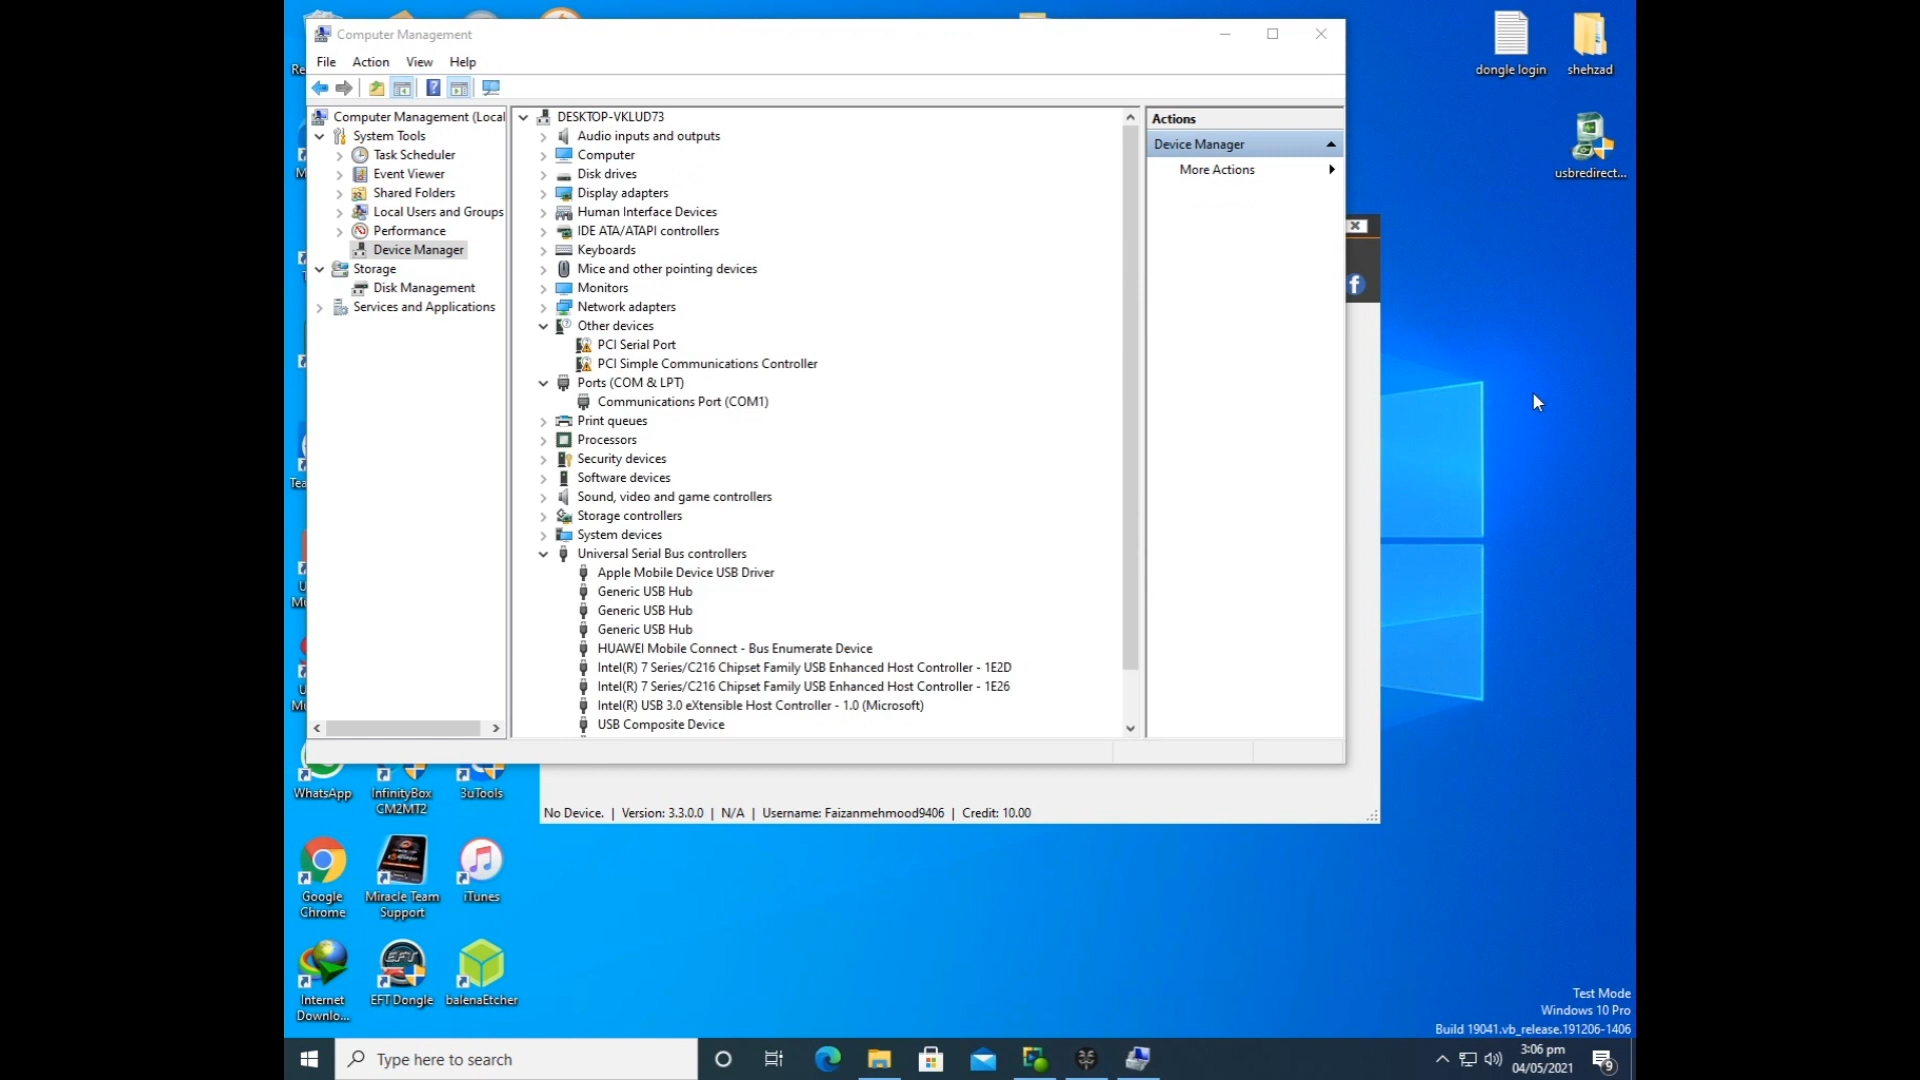 Computer Management
File Action View Help
Computer Management (Local
System Tools
Task Scheduler
Event Viewer
Shared Folders
Local Users and Groups
Performance
Device Manager
Storage
Disk Management
Services and Applications
DESKTOP-VKLUD73
Audio inputs and outputs
Computer
Disk drives
Display adapters
Human Interface Devices
IDE ATA/ATAPI controllers
Keyboards
Mice and other pointing devices
Monitors
Network adapters
Other devices
PCI Serial Port
PCI Simple Communications Controller
Ports (COM & LPT)
Communications Port (COM1)
Print queues
Processors
Security devices
Software devices
Sound, video and game controllers
Storage controllers
System devices
Universal Serial Bus controllers
Apple Mobile Device USB Driver
Generic USB Hub
Generic USB Hub
Generic USB Hub
HUAWEI Mobile Connect - Bus Enumerate Device
Intel(R) 7 Series/C216 Chipset Family USB Enhanced Host Controller - 1E2D
Intel(R) 7 Series/C216 Chipset Family USB Enhanced Host Controller - 1E26
Intel(R) USB 3.0 eXtensible Host Controller - 1.0 (Microsoft)
USB Composite Device
Actions
Device Manager
More Actions
dongle login
shehzad
usbredirect...
No Device. | Version: 3.3.0.0 | N/A | Username: Faizanmehmood9406 | Credit: 10.00
WhatsApp
InfinityBox
CM2MT2
3uTools
Google
Chrome
Miracle Team
Support
iTunes
Internet
Downlo...
EFT Dongle
balenaEtcher
Test Mode
Windows 10 Pro
Build 19041.vb_release.191206-1406
Type here to search
3:06 pm
04/05/2021
9